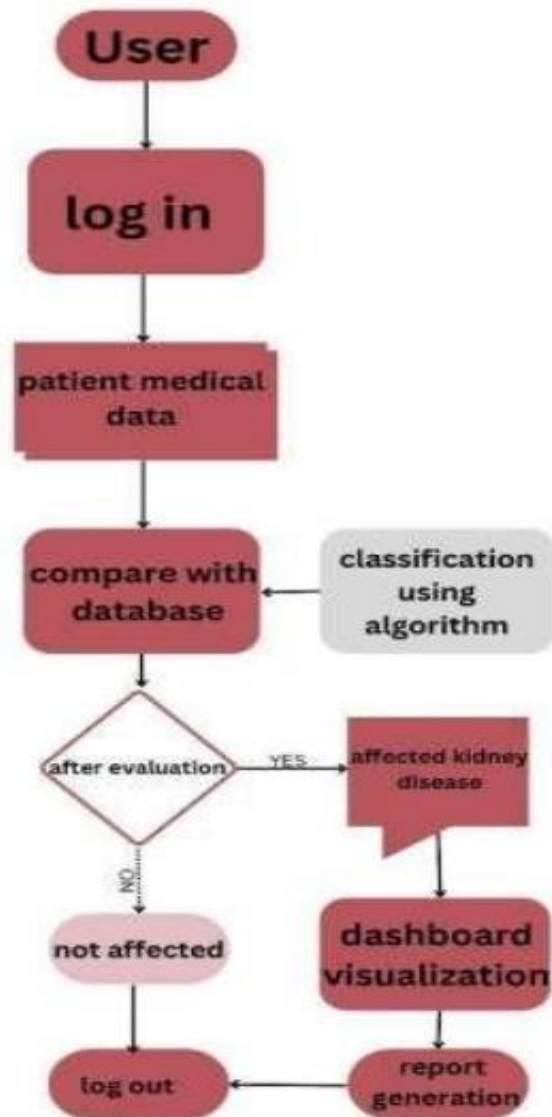 User
log in
patient medical
data
compare with
database
classification
using
algorithm
after evaluation
YES
affected kidney
disease
NO
not affected
dashboard
visualization
log out
report
generation